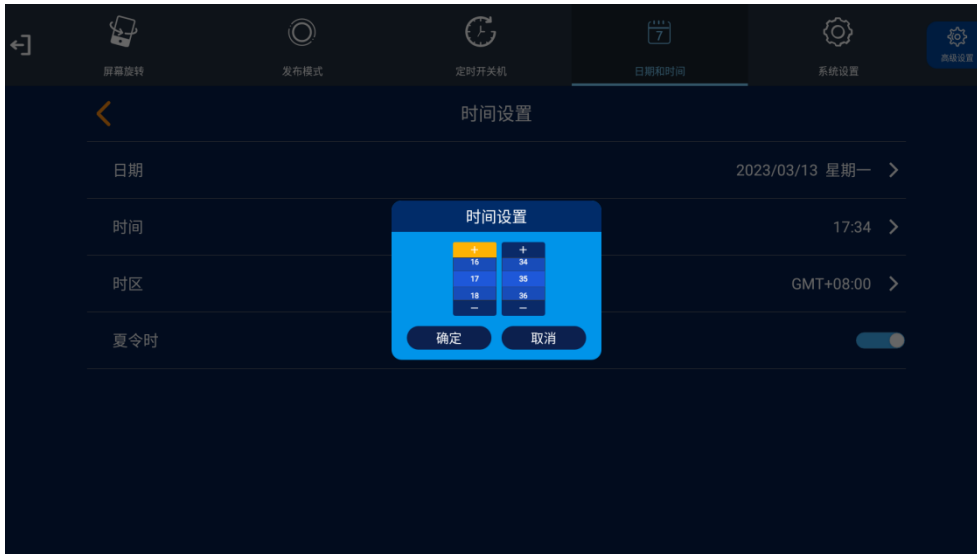 屏幕旋转
发布模式
定时开关机
日期和时间
系统设置
高级设置
7
时间设置
日期
2023/03/13 星期一
时间
17:34
时区
GMT+08:00
夏令时
时间设置
+ +
16 34
17 35
18 36
— —
确定 取消